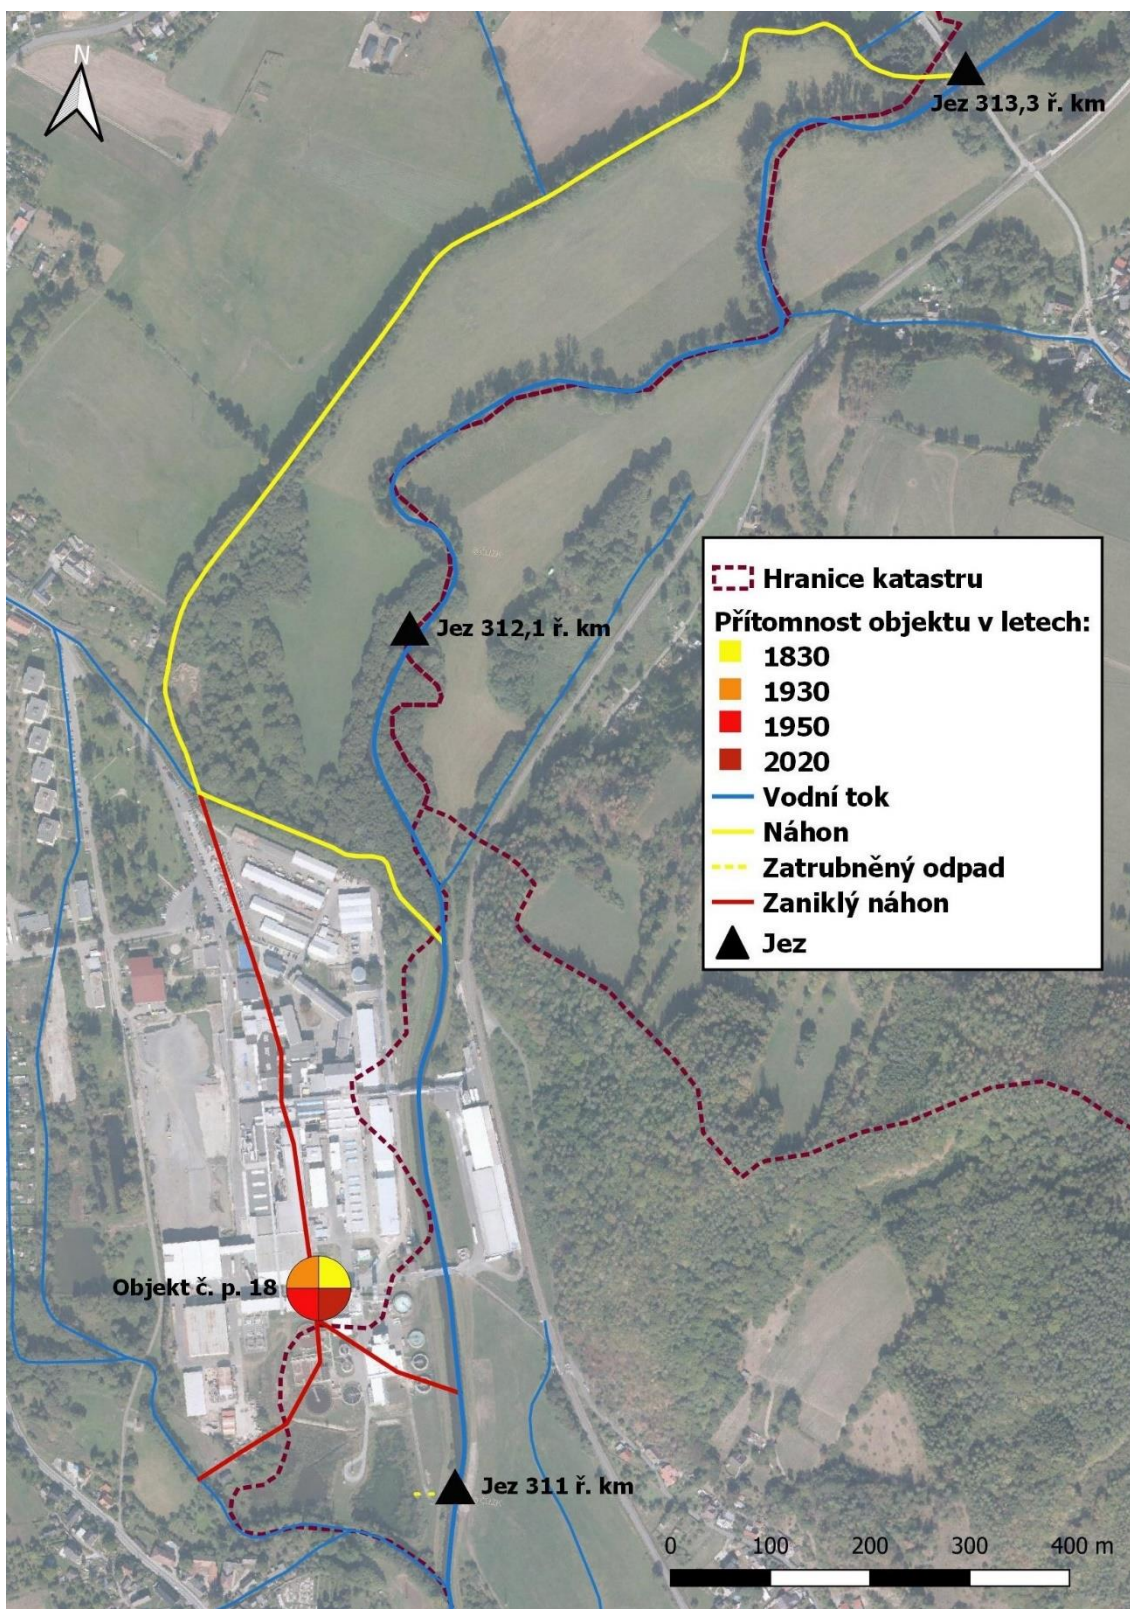 N
Jez 313,3 ř. km
Jez 312,1 ř. km
Hranice katastru
Přítomnost objektu v letech:
1830
1930
1950
2020
Vodní tok
Náhon
Zatrubněný odpad
Zaniklý náhon
Jez
Objekt č. p. 18
Jez 311 ř. km
0 100 200 300 400 m